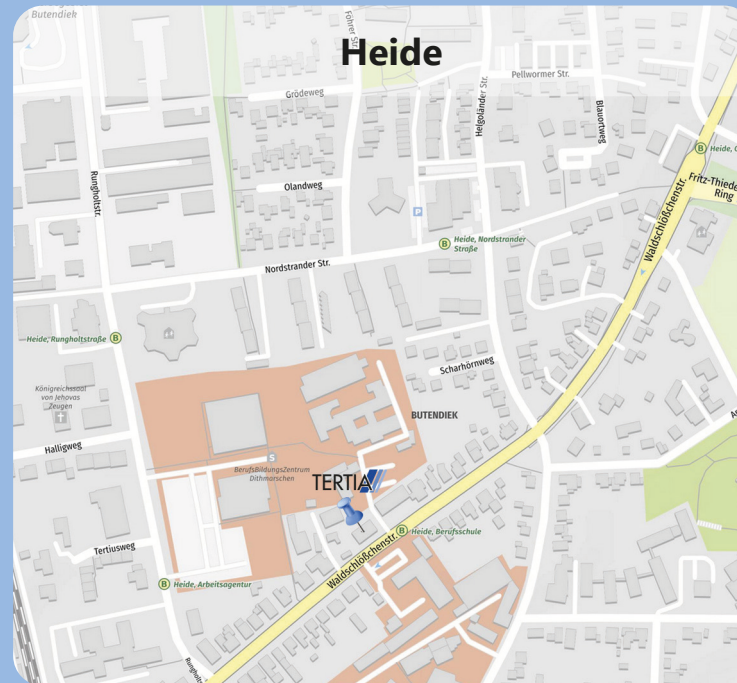 Butendiek
Föhrer Str.
Heide
Pellwormer Str.
Grödeweg
Helgoländer Str.
Blauortweg
B
Heide,
Rungholtstr.
Olandweg
Fritz-Thiede
Ring
P
Waldschlößchenstr.
B
Heide, Nordstrander
Straße
Nordstrander Str.
Heide, Rungholtstraße
B
Scharhörnweg
Königreichssaal
von Jehovas
Zeugen
BUTENDIEK
Halligweg
S
BerufsBildungsZentrum
Dithmarschen
TERTIA
B
Heide, Berufsschule
Tertiusweg
Waldschlößchenstr.
B
Heide, Arbeitsagentur